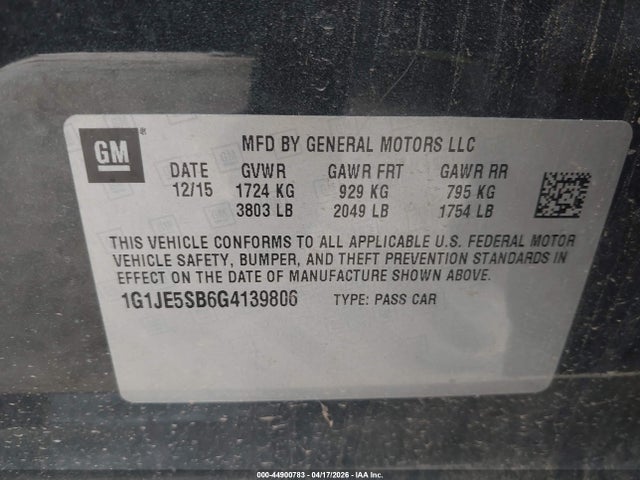 GM
MFD BY GENERAL MOTORS LLC
DATE GVWR GAWR FRT GAWR RR
12/15 1724 KG 929 KG 795 KG
3803 LB 2049 LB 1754 LB
THIS VEHICLE CONFORMS TO ALL APPLICABLE U.S. FEDERAL MOTOR
VEHICLE SAFETY, BUMPER, AND THEFT PREVENTION STANDARDS IN
EFFECT ON THE DATE OF MANUFACTURE SHOWN ABOVE.
1G1JE5SB6G4139806 TYPE: PASS CAR
000-44900783 - 04/17/2026 - IAA Inc.